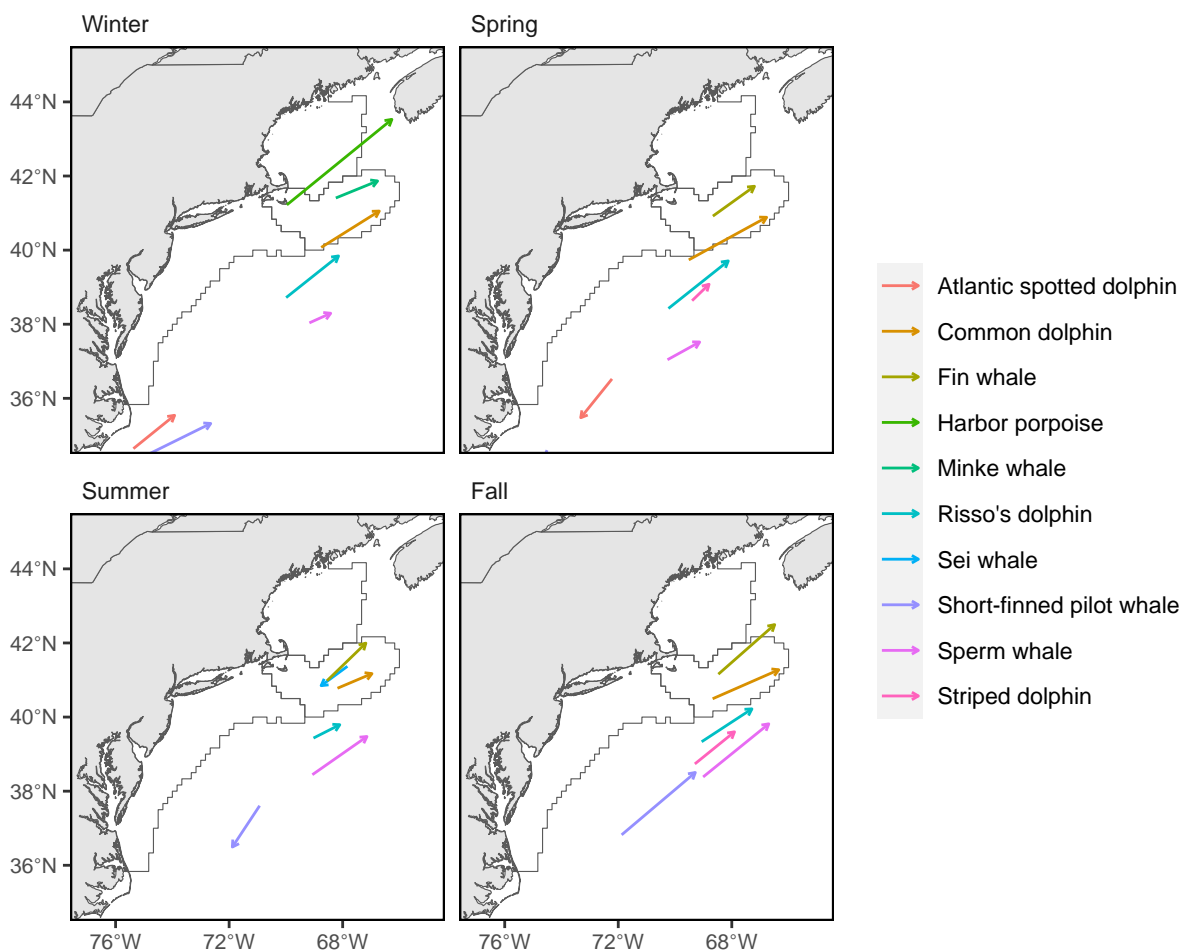 Winter
Spring
44°N
42°N
40°N
38°N
36°N
Summer
Fall
44°N
42°N
40°N
38°N
36°N
76°W 72°W 68°W 76°W 72°W 68°W
Atlantic spotted dolphin
Common dolphin
Fin whale
Harbor porpoise
Minke whale
Risso's dolphin
Sei whale
Short-finned pilot whale
Sperm whale
Striped dolphin